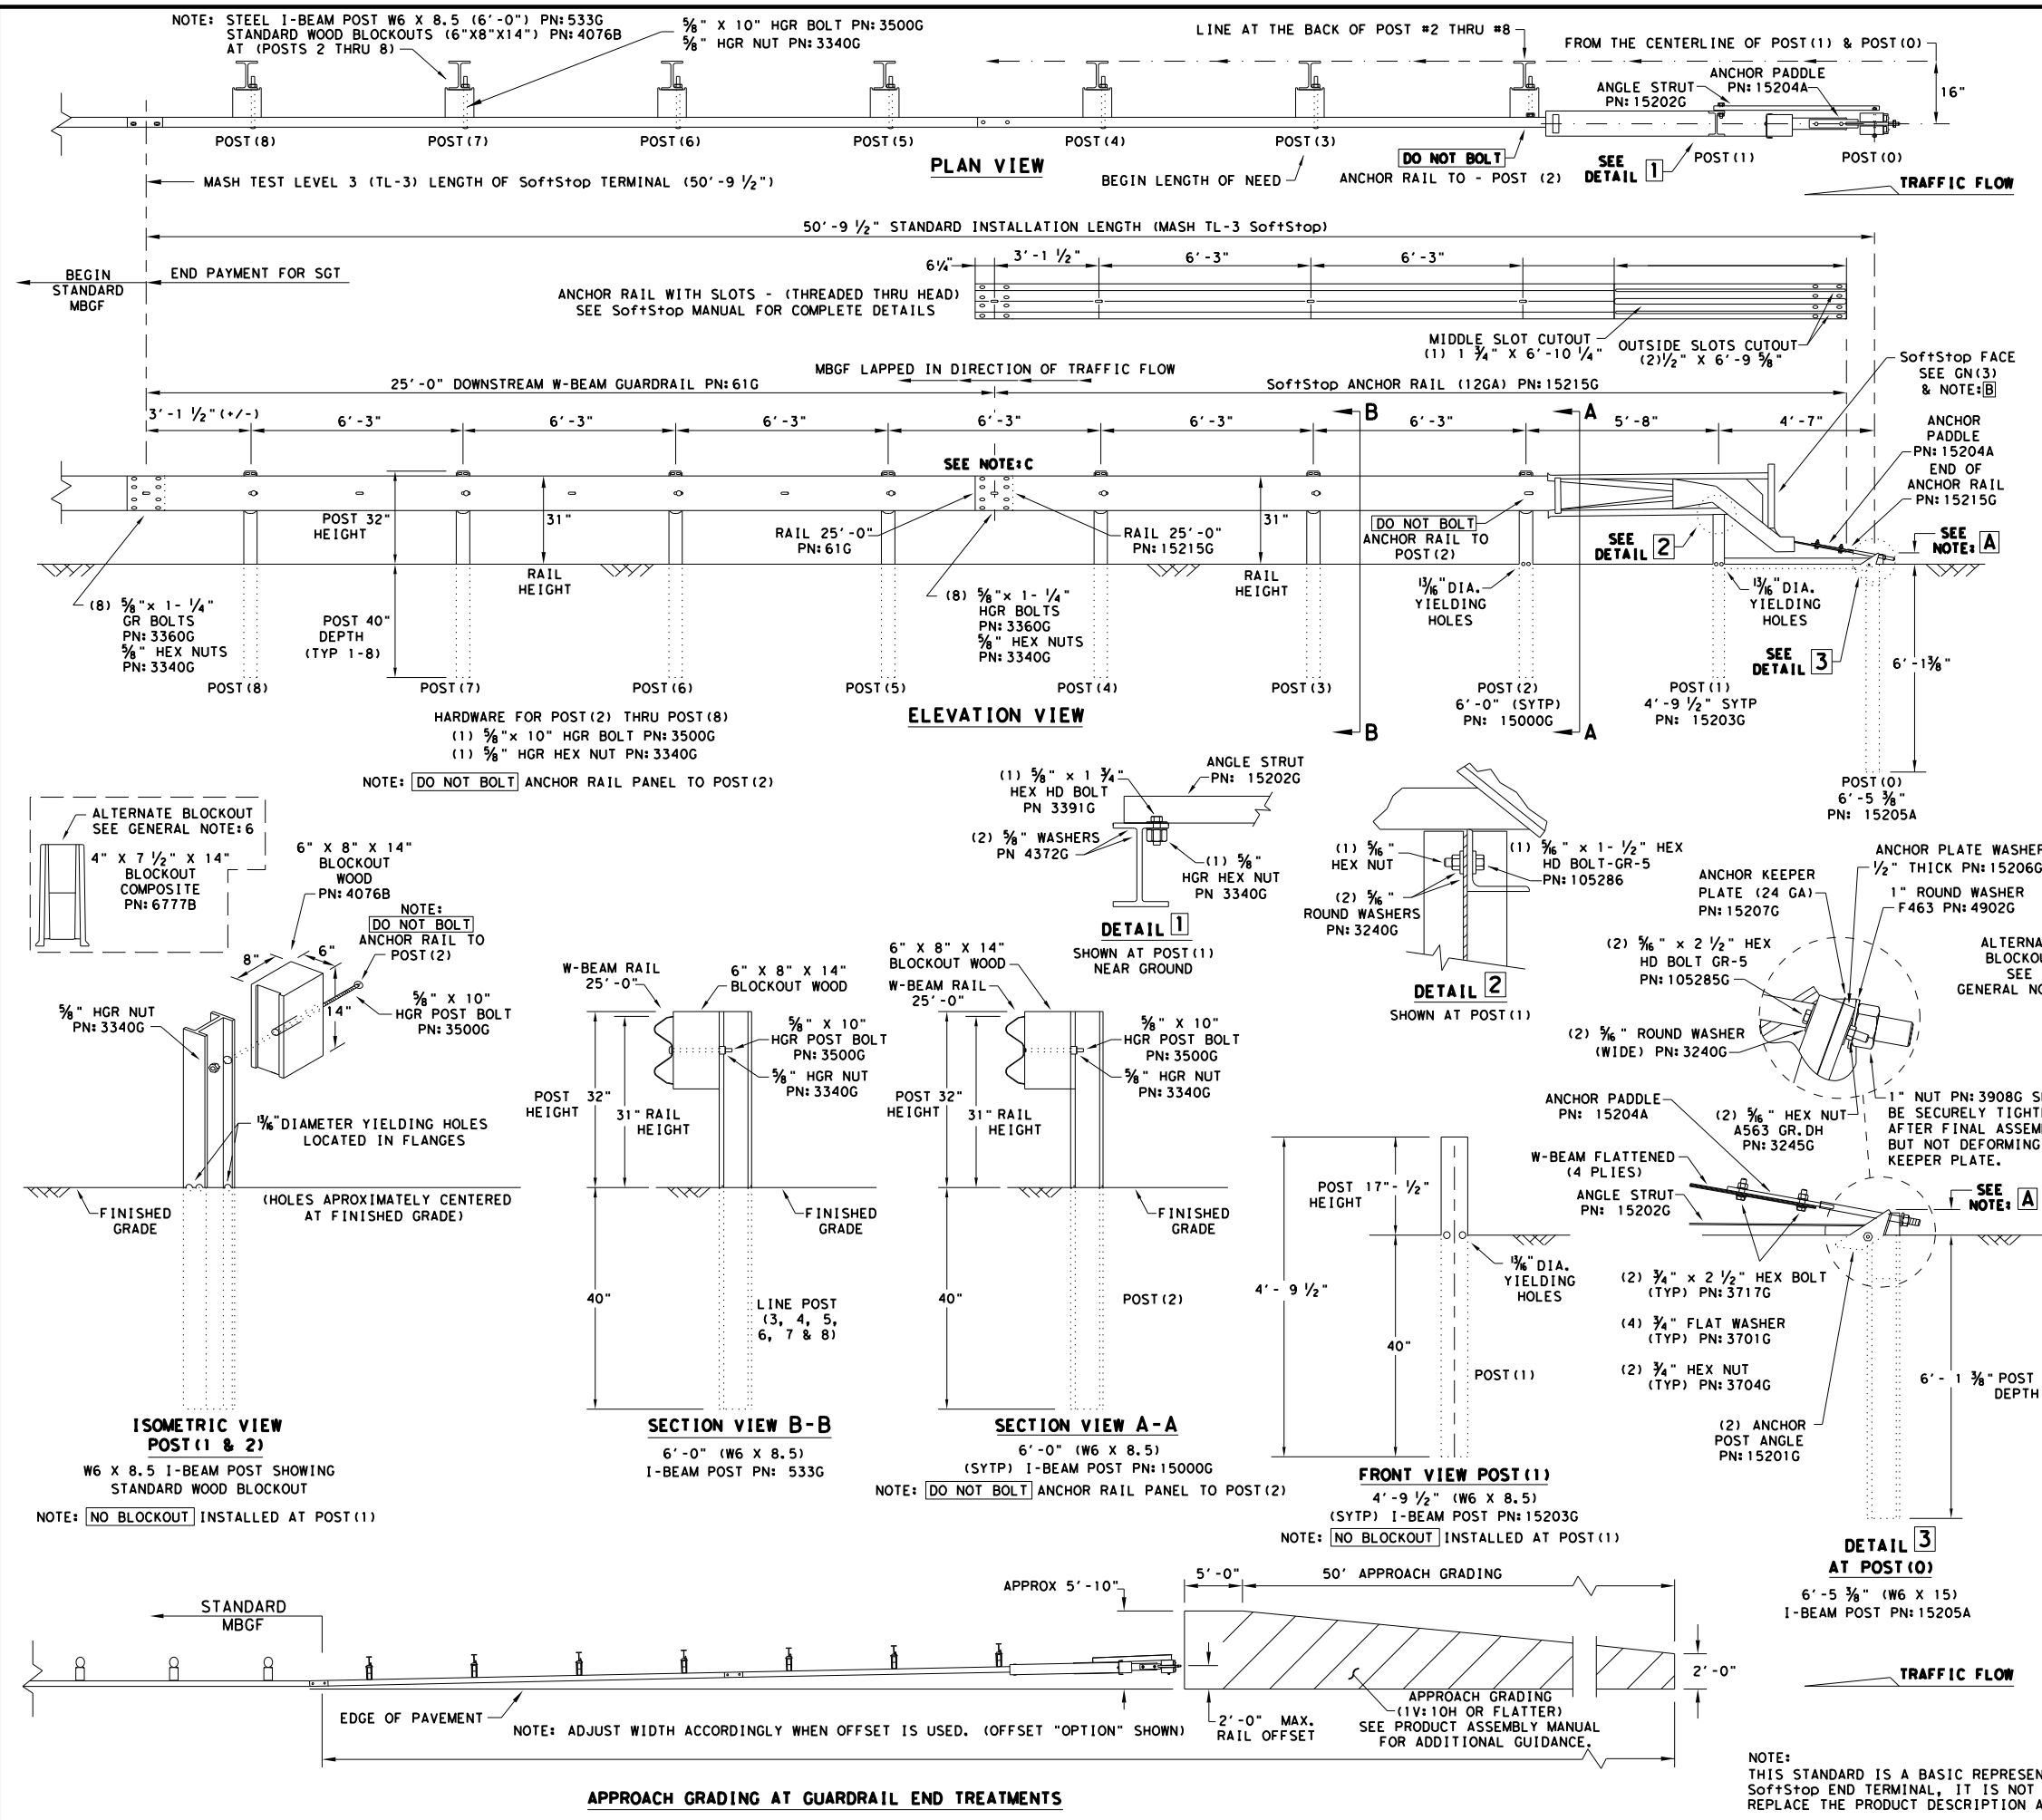 NOTE: STEEL I-BEAM POST W6 X 8.5 (6'-0") PN:533G
STANDARD WOOD BLOCKOUTS (6"X8"X14") PN:4076B
AT (POSTS 2 THRU 8)
5/8" X 10" HGR BOLT PN:3500G
5/8" HGR NUT PN:3340G
LINE AT THE BACK OF POST #2 THRU #8
FROM THE CENTERLINE OF POST(1) & POST(0)
ANGLE STRUT
PN:15202G
ANCHOR PADDLE
PN:15204A
16"
POST(8)
POST(7)
POST(6)
POST(5)
POST(4)
POST(3)
POST(1)
POST(0)
PLAN VIEW
DO NOT BOLT
ANCHOR RAIL TO - POST (2)
SEE
DETAIL 1
BEGIN LENGTH OF NEED
MASH TEST LEVEL 3 (TL-3) LENGTH OF SoftStop TERMINAL (50'-9 1/2")
TRAFFIC FLOW
50'-9 1/2" STANDARD INSTALLATION LENGTH (MASH TL-3 SoftStop)
BEGIN
STANDARD
MBGF
END PAYMENT FOR SGT
6 1/4"
3'-1 1/2"
6'-3"
6'-3"
ANCHOR RAIL WITH SLOTS - (THREADED THRU HEAD)
SEE SoftStop MANUAL FOR COMPLETE DETAILS
MIDDLE SLOT CUTOUT
(1) 1 3/4" X 6'-10 1/4"
OUTSIDE SLOTS CUTOUT
(2) 1/2" X 6'-9 5/8"
MBGF LAPPED IN DIRECTION OF TRAFFIC FLOW
25'-0" DOWNSTREAM W-BEAM GUARDRAIL PN:61G
SoftStop ANCHOR RAIL (12GA) PN:15215G
SoftStop FACE
SEE GN(3)
& NOTE:B
3'-1 1/2"(+/-)
6'-3"
6'-3"
6'-3"
6'-3"
6'-3"
6'-3"
5'-8"
4'-7"
B
A
ANCHOR
PADDLE
PN:15204A
END OF
ANCHOR RAIL
PN:15215G
SEE NOTE:C
POST 32"
HEIGHT
31"
RAIL 25'-0"
PN:61G
RAIL 25'-0"
PN:15215G
31"
DO NOT BOLT
ANCHOR RAIL TO
POST(2)
SEE
DETAIL 2
SEE
NOTE: A
RAIL
HEIGHT
RAIL
HEIGHT
(8) 5/8"x 1- 1/4"
GR BOLTS
PN:3360G
5/8" HEX NUTS
PN:3340G
POST 40"
DEPTH
(TYP 1-8)
(8) 5/8"x 1- 1/4"
HGR BOLTS
PN:3360G
5/8" HEX NUTS
PN:3340G
13/16" DIA.
YIELDING
HOLES
13/16" DIA.
YIELDING
HOLES
SEE
DETAIL 3
6'-1 3/8"
POST(8)
POST(7)
POST(6)
POST(5)
POST(4)
POST(3)
POST(2)
6'-0" (SYTP)
PN: 15000G
POST(1)
4'-9 1/2" SYTP
PN: 15203G
HARDWARE FOR POST(2) THRU POST(8)
(1) 5/8"x 10" HGR BOLT PN:3500G
(1) 5/8" HGR HEX NUT PN:3340G
ELEVATION VIEW
B
A
NOTE: DO NOT BOLT ANCHOR RAIL PANEL TO POST(2)
POST(0)
6'-5 3/8"
PN: 15205A
ALTERNATE BLOCKOUT
SEE GENERAL NOTE:6
4" X 7 1/2" X 14"
BLOCKOUT
COMPOSITE
PN:6777B
6" X 8" X 14"
BLOCKOUT
WOOD
PN:4076B
NOTE:
DO NOT BOLT
ANCHOR RAIL TO
POST(2)
8"
6"
14"
5/8" X 10"
HGR POST BOLT
PN:3500G
5/8" HGR NUT
PN:3340G
13/16"DIAMETER YIELDING HOLES
LOCATED IN FLANGES
(HOLES APROXIMATELY CENTERED
AT FINISHED GRADE)
FINISHED
GRADE
ISOMETRIC VIEW
POST(1 & 2)
W6 X 8.5 I-BEAM POST SHOWING
STANDARD WOOD BLOCKOUT
NOTE: NO BLOCKOUT INSTALLED AT POST(1)
(1) 5/8" x 1 3/4"
HEX HD BOLT
PN 3391G
ANGLE STRUT
PN: 15202G
(2) 5/8" WASHERS
PN 4372G
(1) 5/8"
HGR HEX NUT
PN 3340G
DETAIL 1
SHOWN AT POST(1)
NEAR GROUND
(1) 5/16"
HEX NUT
(1) 5/16" x 1- 1/2" HEX
HD BOLT-GR-5
PN:105286
(2) 5/16"
ROUND WASHERS
PN:3240G
DETAIL 2
SHOWN AT POST(1)
ANCHOR PLATE WASHER
1/2" THICK PN:15206G
ANCHOR KEEPER
PLATE (24 GA)
PN:15207G
1" ROUND WASHER
F463 PN:4902G
(2) 5/16" x 2 1/2" HEX
HD BOLT GR-5
PN:105285G
(2) 5/16" ROUND WASHER
(WIDE) PN:3240G
(2) 5/16" HEX NUT
A563 GR.DH
PN:3245G
1" NUT PN:3908G
BE SECURELY
AFTER FINAL
BUT NOT DEFORMING
KEEPER PLATE.
BLOCKOU
SEE
GENERAL
W-BEAM RAIL
25'-0"
6" X 8" X 14"
BLOCKOUT WOOD
5/8" X 10"
HGR POST BOLT
PN:3500G
5/8" HGR NUT
PN:3340G
POST 32"
HEIGHT
31" RAIL
HEIGHT
FINISHED
GRADE
40"
LINE POST
(3, 4, 5,
6, 7 & 8)
SECTION VIEW B-B
6'-0" (W6 X 8.5)
I-BEAM POST PN: 533G
6" X 8" X 14"
BLOCKOUT WOOD
W-BEAM RAIL
25'-0"
5/8" X 10"
HGR POST BOLT
PN:3500G
5/8" HGR NUT
PN:3340G
POST 32"
HEIGHT
31" RAIL
HEIGHT
FINISHED
GRADE
40"
POST(2)
SECTION VIEW A-A
6'-0" (W6 X 8.5)
(SYTP) I-BEAM POST PN:15000G
NOTE: DO NOT BOLT ANCHOR RAIL PANEL TO POST(2)
POST 17"- 1/2"
HEIGHT
4'- 9 1/2"
40"
13/16" DIA.
YIELDING
HOLES
POST(1)
FRONT VIEW POST(1)
4'-9 1/2" (W6 X 8.5)
(SYTP) I-BEAM POST PN:15203G
NOTE: NO BLOCKOUT INSTALLED AT POST(1)
ANCHOR PADDLE
PN: 15204A
W-BEAM FLATTENED
(4 PLIES)
ANGLE STRUT
PN: 15202G
SEE
NOTE: A
(2) 3/4" x 2 1/2" HEX BOLT
(TYP) PN:3717G
(4) 3/4" FLAT WASHER
(TYP) PN:3701G
(2) 3/4" HEX NUT
(TYP) PN:3704G
(2) ANCHOR
POST ANGLE
PN:15201G
6'- 1 3/8" POST
DEPTH
DETAIL 3
AT POST(0)
6'-5 3/8" (W6 X 15)
I-BEAM POST PN:15205A
STANDARD
MBGF
APPROX 5'-10"
5'-0"
50' APPROACH GRADING
2'-0"
TRAFFIC FLOW
EDGE OF PAVEMENT
NOTE: ADJUST WIDTH ACCORDINGLY WHEN OFFSET IS USED. (OFFSET "OPTION" SHOWN)
2'-0" MAX.
RAIL OFFSET
APPROACH GRADING
(1V:10H OR FLATTER)
SEE PRODUCT ASSEMBLY MANUAL
FOR ADDITIONAL GUIDANCE.
APPROACH GRADING AT GUARDRAIL END TREATMENTS
NOTE:
THIS STANDARD IS A BASIC
SoftStop END TERMINAL, IT IS NOT
REPLACE THE PRODUCT DESCRIPTION